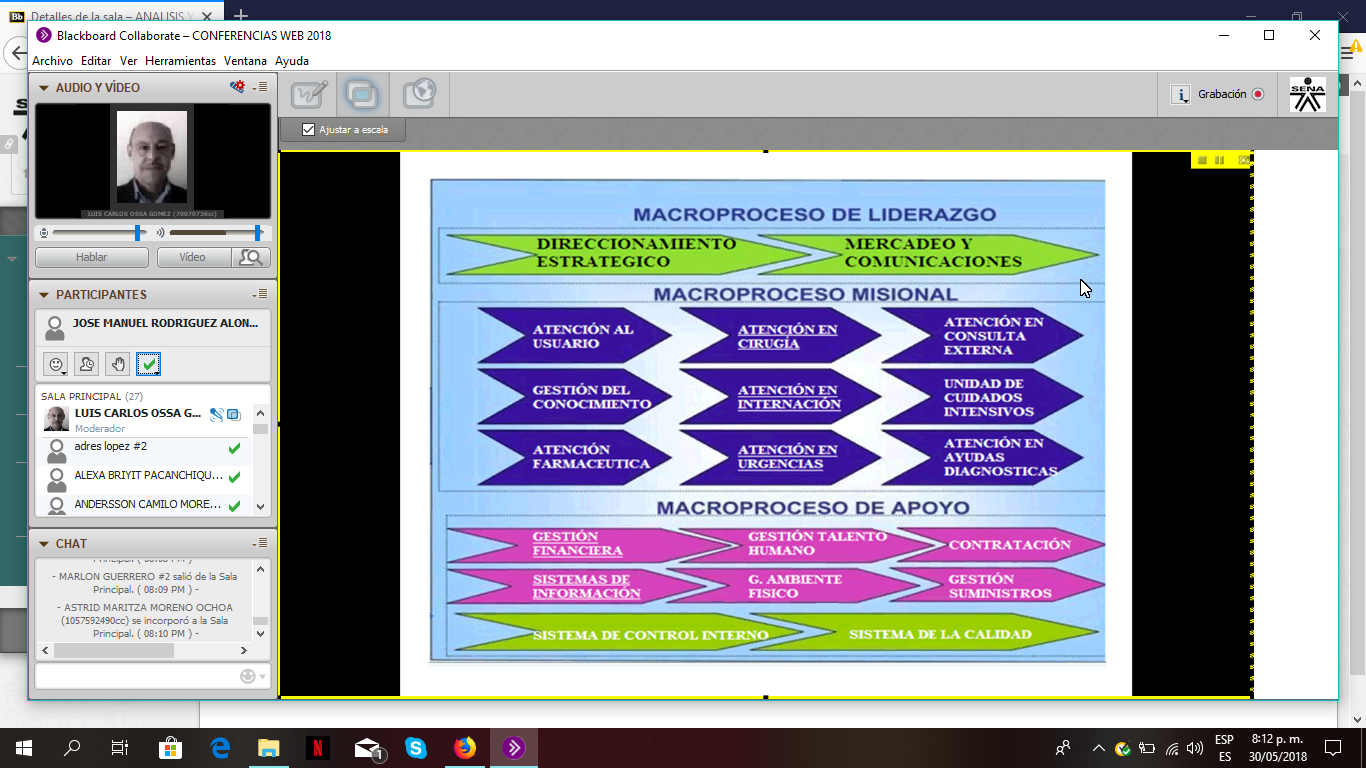 Detalles de la sala – ANALISIS Y
Blackboard Collaborate – CONFERENCIAS WEB 2018
Archivo Editar Ver Herramientas Ventana Ayuda
AUDIO Y VÍDEO
LUIS CARLOS OSSA GOMEZ (70070736cc)
Hablar
Vídeo
PARTICIPANTES
JOSE MANUEL RODRIGUEZ ALON...
SALA PRINCIPAL (27)
LUIS CARLOS OSSA G...
Moderador
adres lopez #2
ALEXA BRIYIT PACANCHIQU...
ANDERSSON CAMILO MORE...
CHAT
- MARLON GUERRERO #2 salió de la Sala
Principal. ( 08:09 PM ) -
- ASTRID MARITZA MORENO OCHOA
(1057592490cc) se incorporó a la Sala
Principal. ( 08:10 PM ) -
Grabación
SENA
Ajustar a escala
MACROPROCESO DE LIDERAZGO
DIRECCIONAMIENTO
ESTRATEGICO
MERCADEO Y
COMUNICACIONES
MACROPROCESO MISIONAL
ATENCIÓN AL
USUARIO
ATENCIÓN EN
CIRUGÍA
ATENCIÓN EN
CONSULTA
EXTERNA
GESTIÓN DEL
CONOCIMIENTO
ATENCIÓN EN
INTERNACIÓN
UNIDAD DE
CUIDADOS
INTENSIVOS
ATENCIÓN
FARMACEUTICA
ATENCIÓN EN
URGENCIAS
ATENCIÓN EN
AYUDAS
DIAGNOSTICAS
MACROPROCESO DE APOYO
GESTIÓN
FINANCIERA
GESTIÓN TALENTO
HUMANO
CONTRATACIÓN
SISTEMAS DE
INFORMACIÓN
G. AMBIENTE
FISICO
GESTIÓN
SUMINISTROS
SISTEMA DE CONTROL INTERNO
SISTEMA DE LA CALIDAD
ESP
ES
8:12 p. m.
30/05/2018